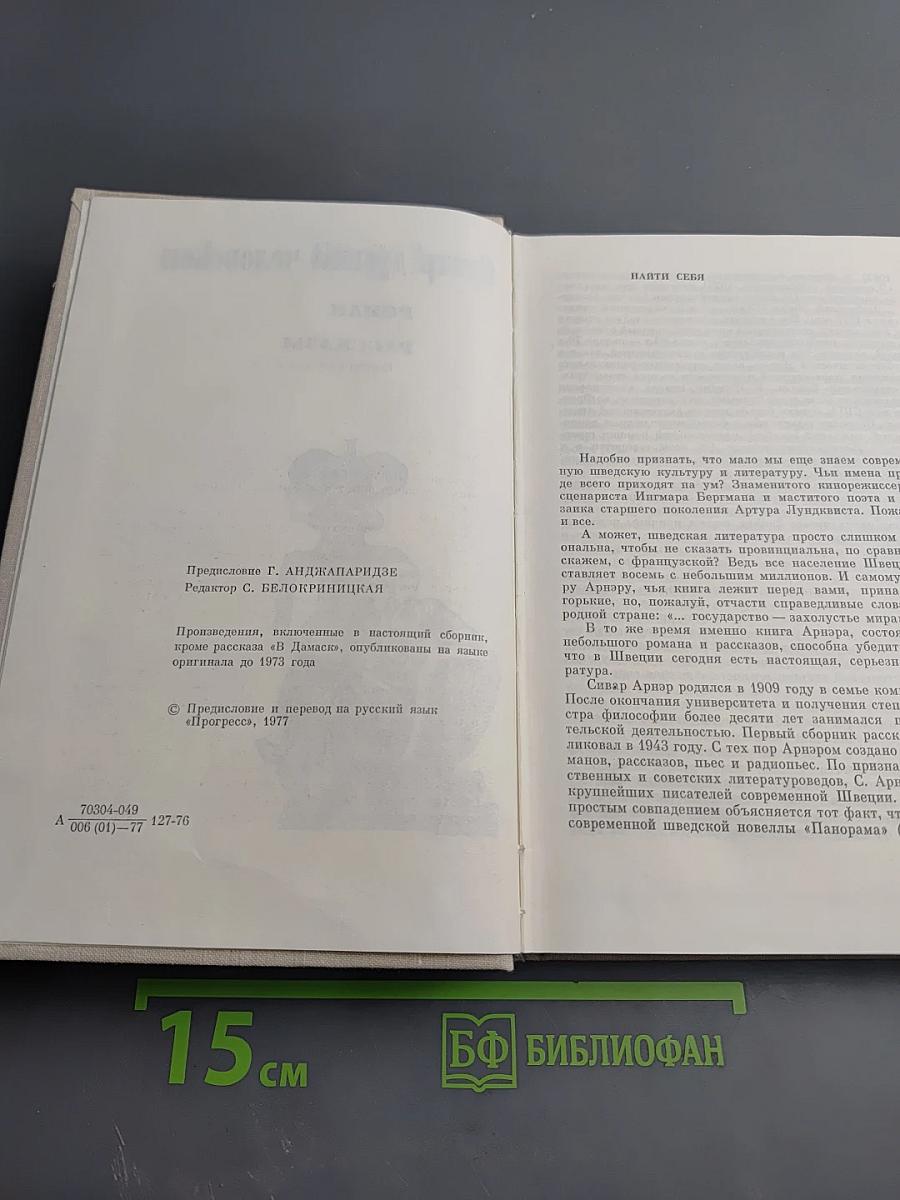 Предисловие Г. АНДЖАПАРИДЗЕ
Редактор С. БЕЛОКРИНИЦКАЯ
Произведения, включенные в настоящий сборник,
кроме рассказа «В Дамаск», опубликованы на языке
оригинала до 1973 года
© Предисловие и перевод на русский язык
«Прогресс», 1977
А 70304-049 / 006 (01)—77 127-76
НАЙТИ СЕБЯ
Надобно признать, что мало мы еще знаем соврем
ную шведскую культуру и литературу. Чьи имена пр
де всего приходят на ум? Знаменитого кинорежиссер
сценариста Ингмара Бергмана и маститого поэта и
заика старшего поколения Артура Лундквиста. Пож
и все.
А может, шведская литература просто слишком
ональна, чтобы не сказать провинциальна, по сравн
скажем, с французской? Ведь все население Швец
ставляет восемь с небольшим миллионов. И самому
ру Арнэру, чья книга лежит перед вами, прина
горькие, но, пожалуй, отчасти справедливые слов
родной стране: «... государство — захолустье мира
В то же время именно книга Арнэра, состоя
небольшого романа и рассказов, способна убедит
что в Швеции сегодня есть настоящая, серьезн
ратура.
Сивар Арнэр родился в 1909 году в семье ком
После окончания университета и получения степ
стра философии более десяти лет занимался п
тельской деятельностью. Первый сборник расск
ликовал в 1943 году. С тех пор Арнэром создано
манов, рассказов, пьес и радиопьес. По призна
ственных и советских литературоведов, С. Арн
крупнейших писателей современной Швеции.
простым совпадением объясняется тот факт, чт
современной шведской новеллы «Панорама» (
15 см
БФ БИБЛИОФАН